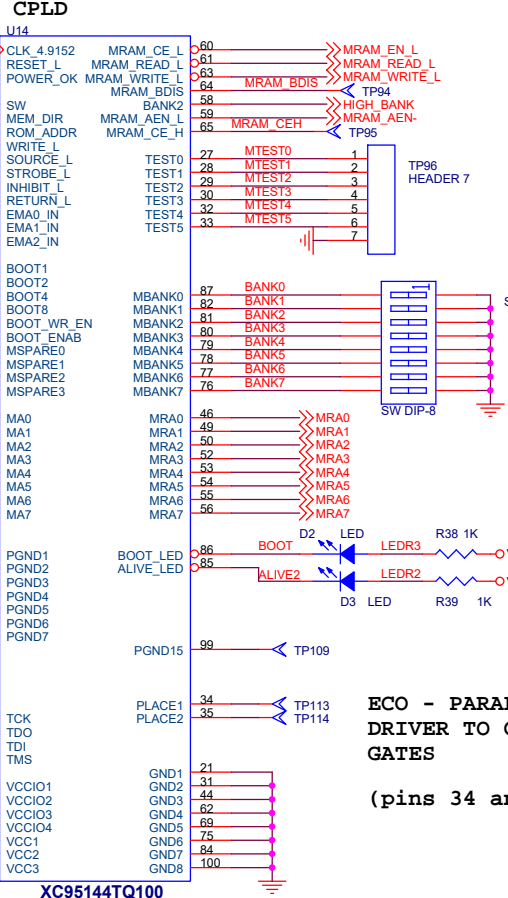 CPLD
U14
CLK_4.9152 MRAM_CE_L 60 MRAM_EN_L
RESET_L MRAM_READ_L 61 MRAM_READ_L
POWER_OK MRAM_WRITE_L 63 MRAM_WRITE_L
MRAM_BDIS 64 MRAM_BDIS TP94
SW BANK2 58 HIGH_BANK
MEM_DIR MRAM_AEN_L 59 MRAM_AEN-
ROM_ADDR MRAM_CE_H 65 MRAM_CEH TP95
WRITE_L
SOURCE_L TEST0 27 MTEST0 1 TP96
STROBE_L TEST1 28 MTEST1 2 HEADER 7
INHIBIT_L TEST2 29 MTEST2 3
RETURN_L TEST3 30 MTEST3 4
EMA0_IN TEST4 32 MTEST4 5
EMA1_IN TEST5 33 MTEST5 6
EMA2_IN 7
BOOT1
BOOT2
BOOT4 MBANK0 87 BANK0 1
BOOT8 MBANK1 82 BANK1 S
BOOT_WR_EN MBANK2 81 BANK2
BOOT_ENAB MBANK3 80 BANK3
MSPARE0 MBANK4 79 BANK4
MSPARE1 MBANK5 78 BANK5
MSPARE2 MBANK6 77 BANK6
MSPARE3 MBANK7 76 BANK7
SW DIP-8
MA0 MRA0 46 MRA0
MA1 MRA1 49 MRA1
MA2 MRA2 50 MRA2
MA3 MRA3 52 MRA3
MA4 MRA4 53 MRA4
MA5 MRA5 54 MRA5
MA6 MRA6 55 MRA6
MA7 MRA7 56 MRA7
D2 LED R38 1K
PGND1 BOOT_LED 86 BOOT LEDR3
PGND2 ALIVE_LED 85 ALIVE2 LEDR2
PGND3
D3 LED R39 1K
PGND4
PGND5
PGND6
PGND7
PGND15 99 TP109
PLACE1 34 TP113
TCK PLACE2 35 TP114
TDO
TDI
TMS
ECO - PARAL
DRIVER TO
GATES
(pins 34 an
GND1 21
VCCIO1 GND2 31
VCCIO2 GND3 44
VCCIO3 GND4 62
VCCIO4 GND5 69
VCC1 GND6 75
VCC2 GND7 84
VCC3 GND8 100
XC95144TQ100